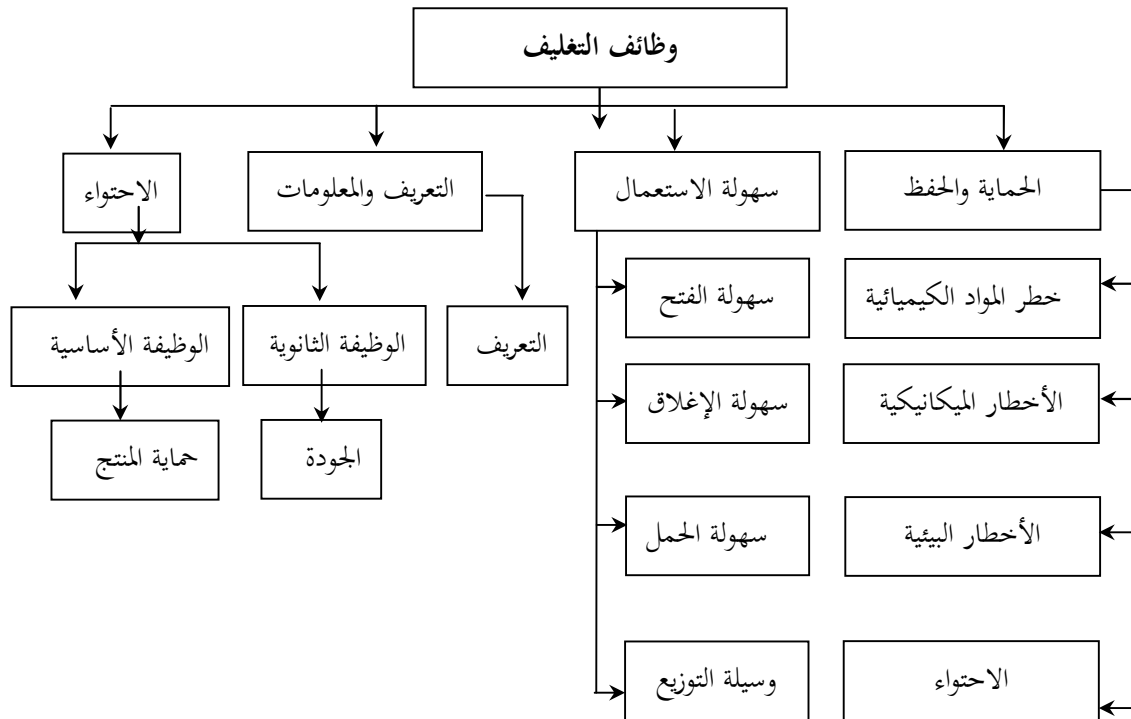 وظائف التغليف
الحماية والحفظ
سهولة الاستعمال
التعريف والمعلومات
الاحتواء
خطر المواد الكيميائية
سهولة الفتح
التعريف
الوظيفة الثانوية
الوظيفة الأساسية
الأخطار الميكانيكية
سهولة الإغلاق
الجودة
حماية المنتج
الأخطار البيئية
سهولة الحمل
الاحتواء
وسيلة التوزيع